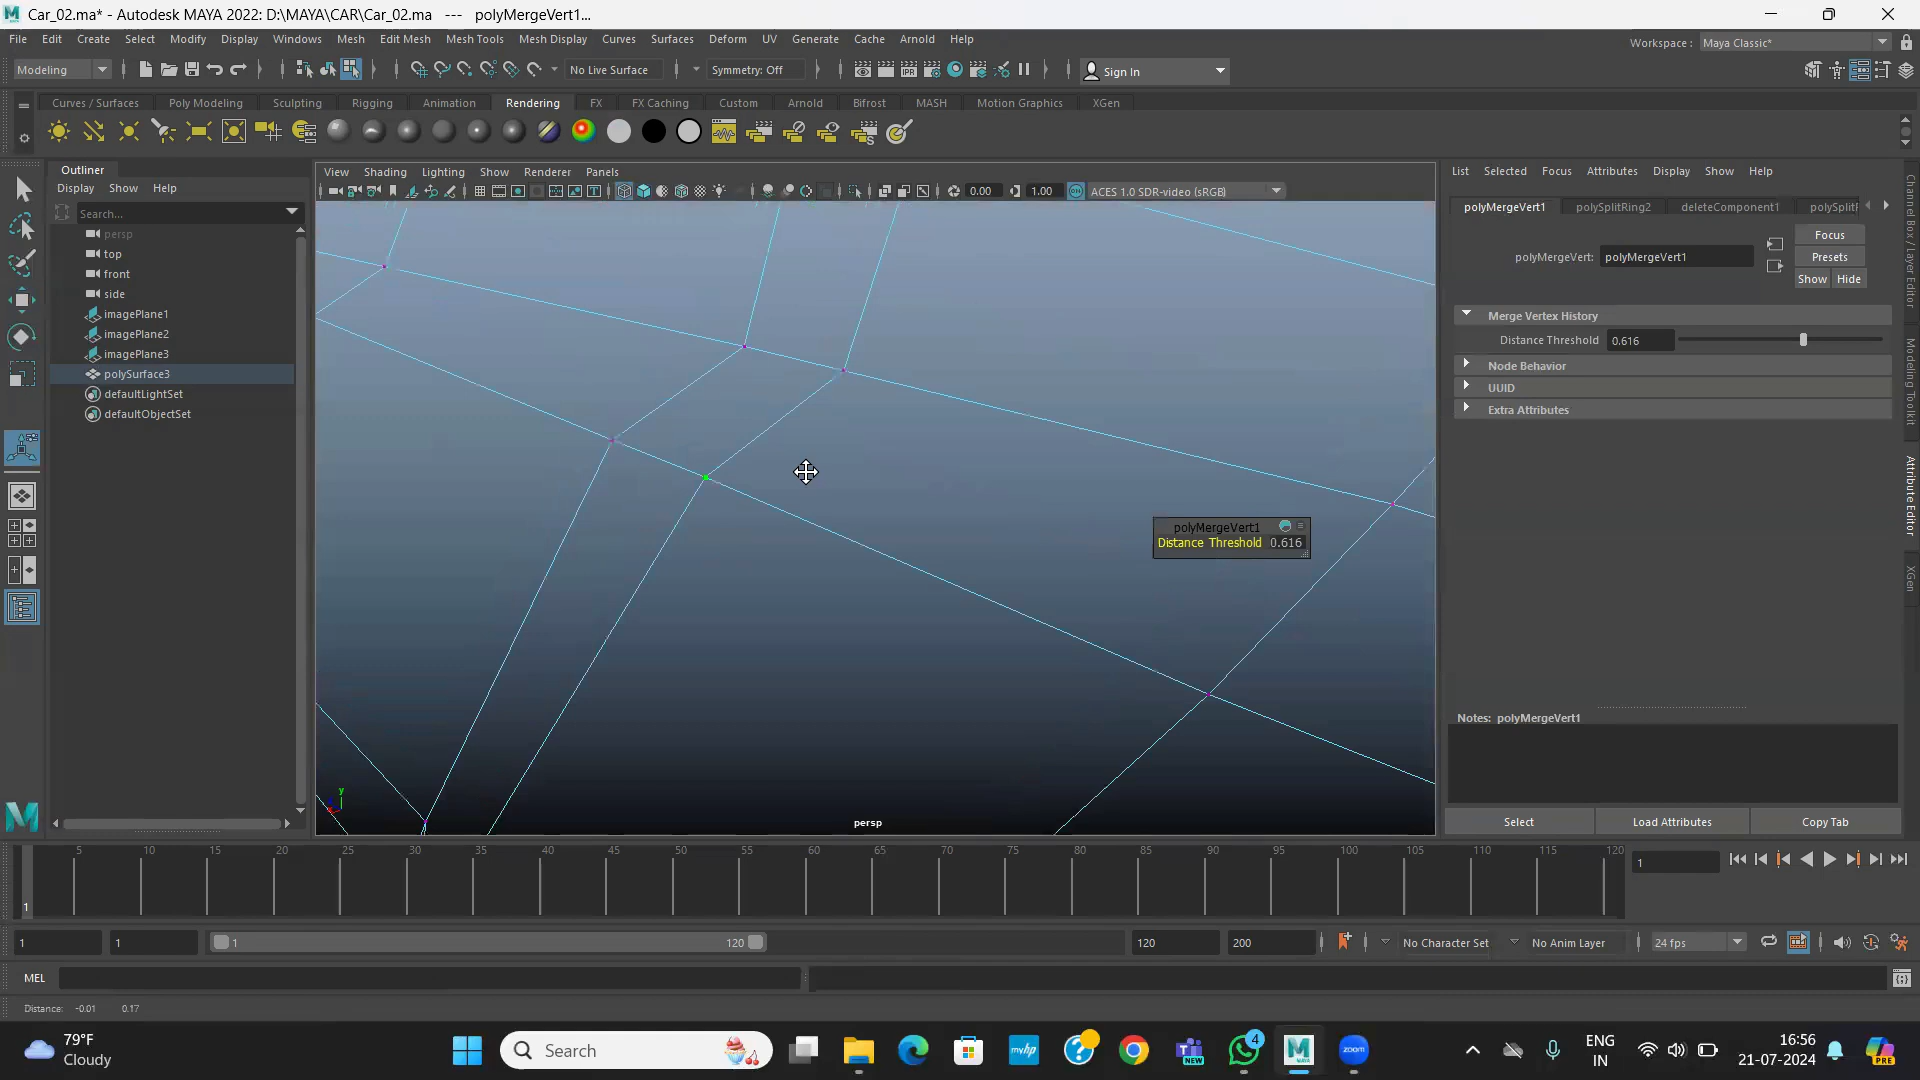 Car_02.ma* - Autodesk MAYA 2022: D:\MAYA\CAR\Car_02.ma   ---   polyMergeVert1...
File Edit Create Select Modify Display Windows Mesh Edit Mesh Mesh Tools Mesh Display Curves Surfaces Deform UV Generate Cache Arnold Help
Workspace : Maya Classic*
Modeling No Live Surface Symmetry: Off Sign In
Curves / Surfaces Poly Modeling Sculpting Rigging Animation Rendering FX FX Caching Custom Arnold Bifrost MASH Motion Graphics XGen
Outliner
Display Show Help
Search...
persp
top
front
side
imagePlane1
imagePlane2
imagePlane3
polySurface3
defaultLightSet
defaultObjectSet
View Shading Lighting Show Renderer Panels
0.00 1.00 ACES 1.0 SDR-video (sRGB)
polyMergeVert1
Distance Threshold 0.616
y
persp
List Selected Focus Attributes Display Show Help
polyMergeVert1 polySplitRing2 deleteComponent1 polySplitF
polyMergeVert: polyMergeVert1
Focus
Presets
Show Hide
Merge Vertex History
Distance Threshold 0.616
Node Behavior
UUID
Extra Attributes
Notes: polyMergeVert1
Select Load Attributes Copy Tab
Channel Box / Layer Editor
Modeling Toolkit
Attribute Editor
XGen
5 10 15 20 25 30 35 40 45 50 55 60 65 70 75 80 85 90 95 100 105 110 115 120
1
1
1 1 1 120 120 200 No Character Set No Anim Layer 24 fps
MEL
Distance: -0.01 0.17
79°F
Cloudy
Search
myhp
NEW
4
MAYA
zoom
ENG
IN
16:56
21-07-2024
PRE